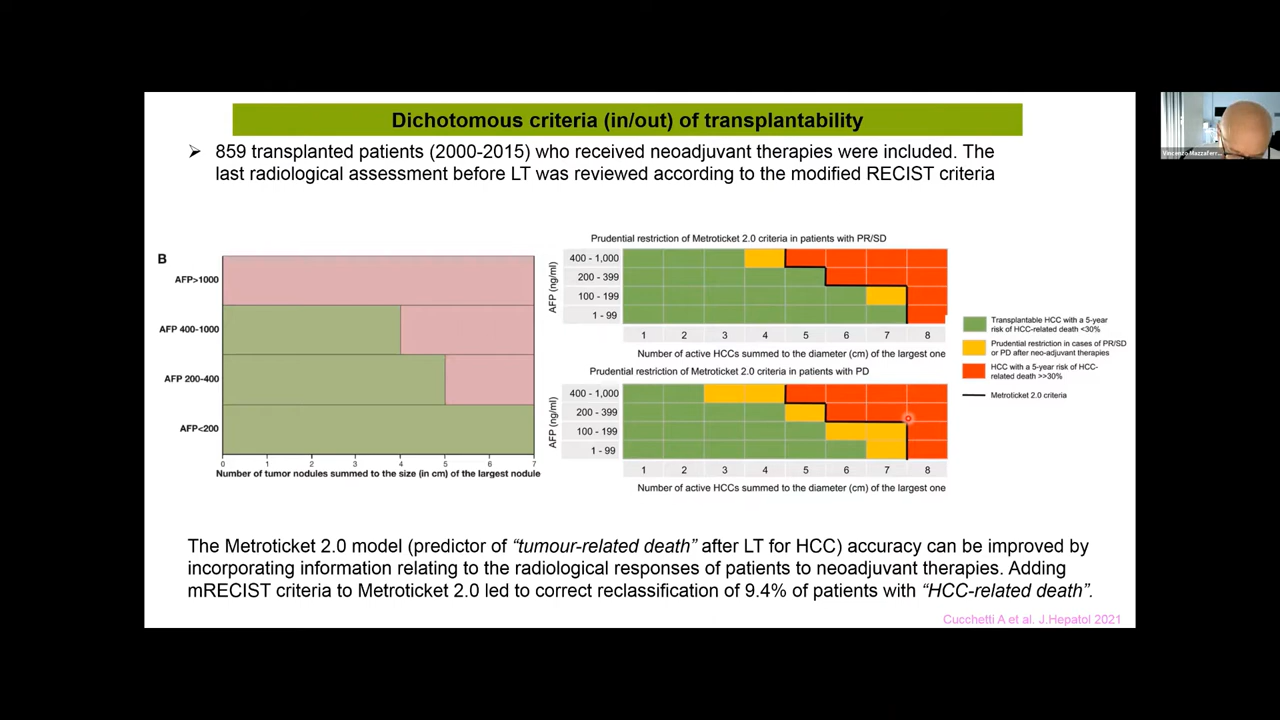 Dichotomous criteria (in/out) of transplantability
➢ 859 transplanted patients (2000-2015) who received neoadjuvant therapies were included. The
last radiological assessment before LT was reviewed according to the modified RECIST criteria
B
AFP>1000
AFP 400-1000
AFP 200-400
AFP<200
0 1 2 3 4 5 6 7
Number of tumor nodules summed to the size (in cm) of the largest nodule
Prudential restriction of Metroticket 2.0 criteria in patients with PR/SD
AFP (ng/ml)
400 - 1,000
200 - 399
100 - 199
1 - 99
1 2 3 4 5 6 7 8
Number of active HCCs summed to the diameter (cm) of the largest one
Prudential restriction of Metroticket 2.0 criteria in patients with PD
AFP (ng/ml)
400 - 1,000
200 - 399
100 - 199
1 - 99
1 2 3 4 5 6 7 8
Number of active HCCs summed to the diameter (cm) of the largest one
Transplantable HCC with a 5-year
risk of HCC-related death <30%
Prudential restriction in cases of PR/SD
or PD after neo-adjuvant therapies
HCC with a 5-year risk of HCC-
related death >>30%
Metroticket 2.0 criteria
The Metroticket 2.0 model (predictor of “tumour-related death” after LT for HCC) accuracy can be improved by
incorporating information relating to the radiological responses of patients to neoadjuvant therapies. Adding
mRECIST criteria to Metroticket 2.0 led to correct reclassification of 9.4% of patients with “HCC-related death”.
Cucchetti A et al. J.Hepatol 2021
Vincenzo Mazzaferr...